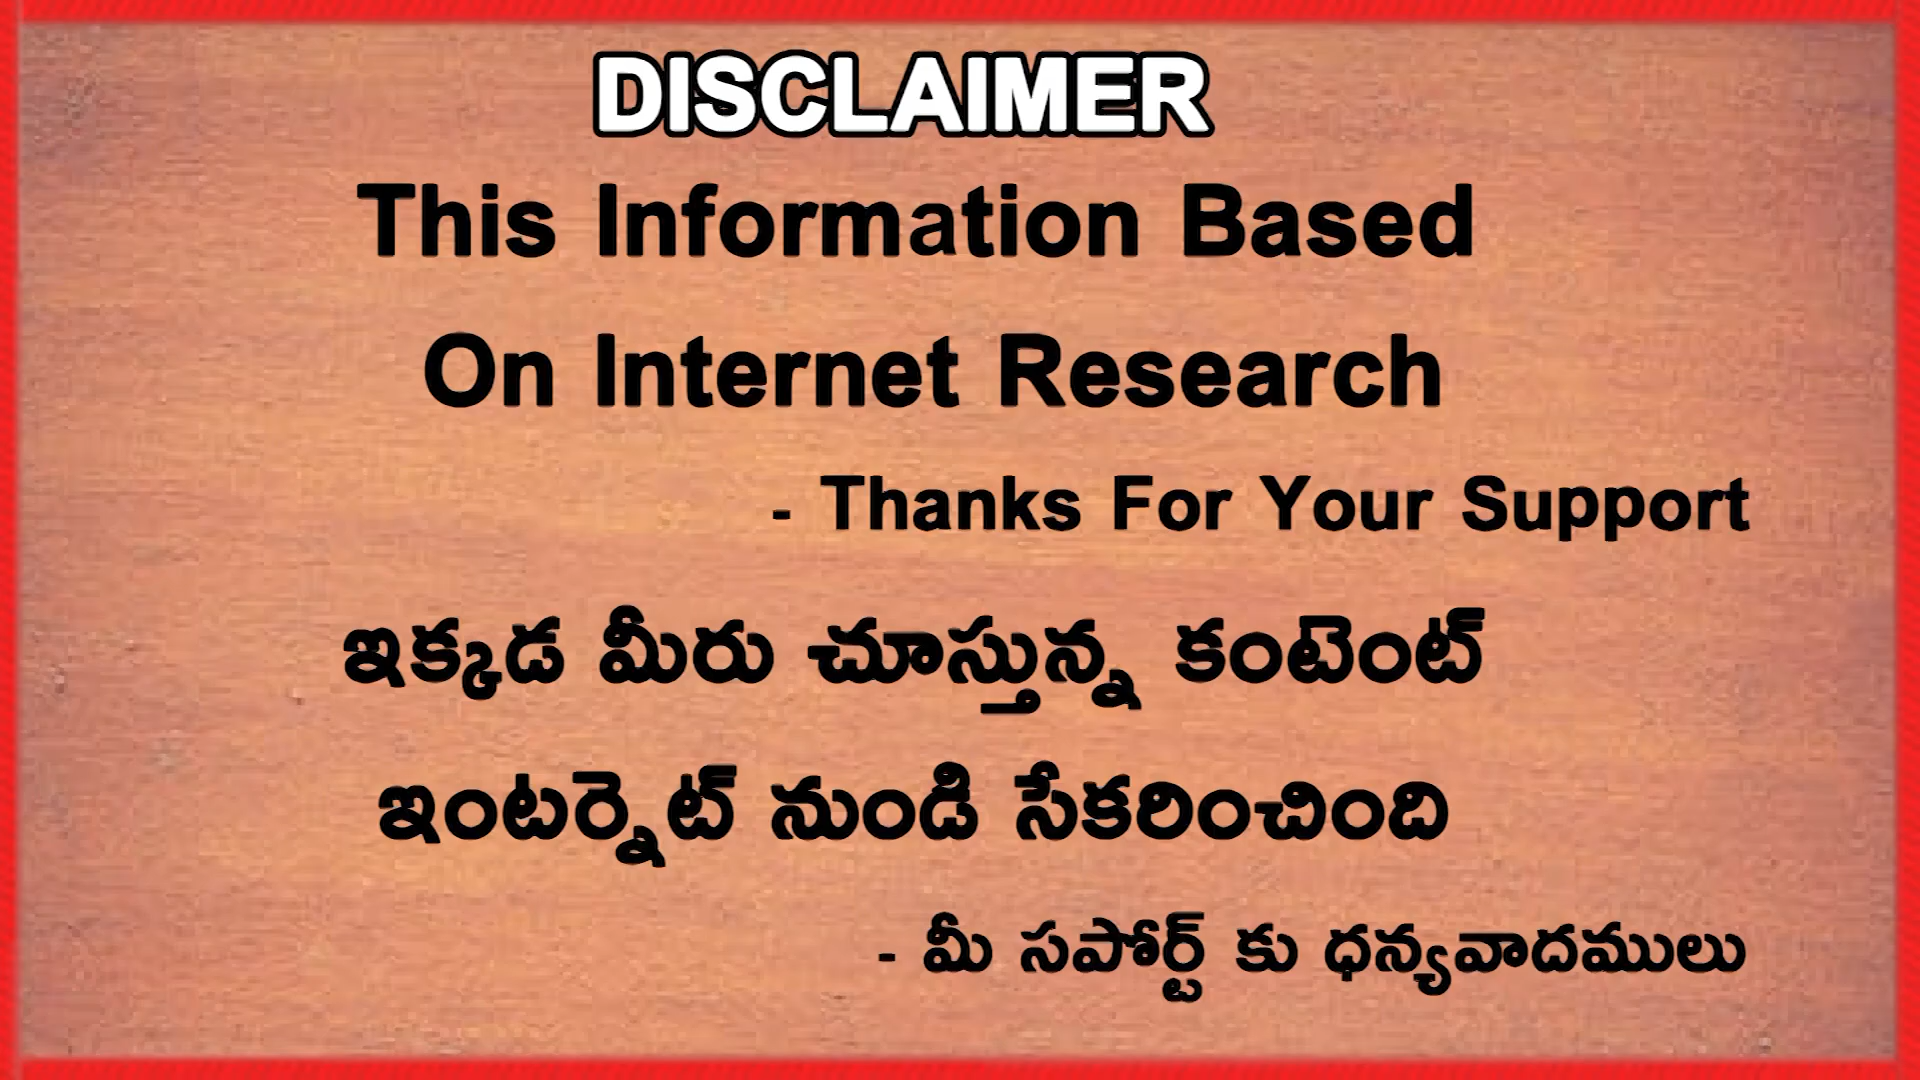 DISCLAIMER
This Information Based
On Internet Research
- Thanks For Your Support
ఇక్కడ మీరు చూస్తున్న కంటెంట్
ఇంటర్నెట్ నుండి సేకరించింది
- మీ సపోర్ట్ కు ధన్యవాదములు